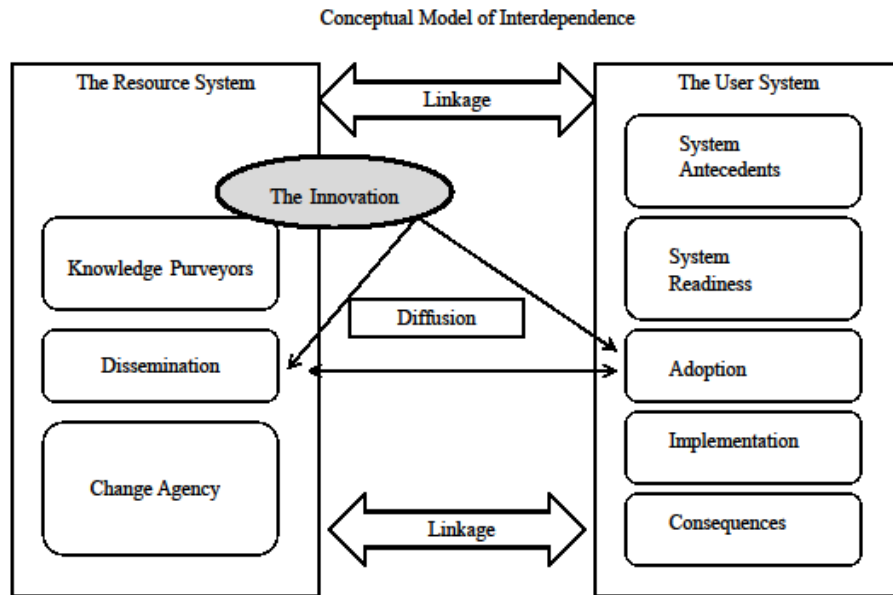 Conceptual Model of Interdependence
The Resource System
Linkage
The User System
System
Antecedents
The Innovation
Knowledge Purveyors
System
Readiness
Diffusion
Dissemination
Adoption
Change Agency
Implementation
Linkage
Consequences